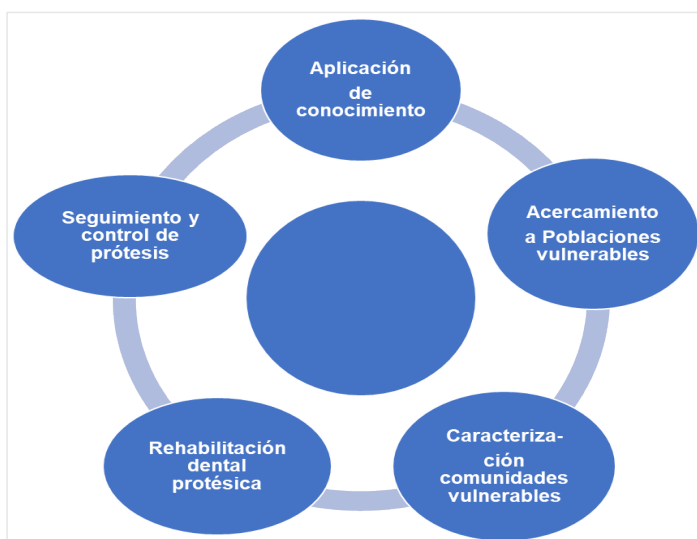 Aplicación
de
conocimiento
Acercamiento
a Poblaciones
vulnerables
Caracteriza-
ción
comunidades
vulnerables
Rehabilitación
dental
protésica
Seguimiento y
control de
prótesis